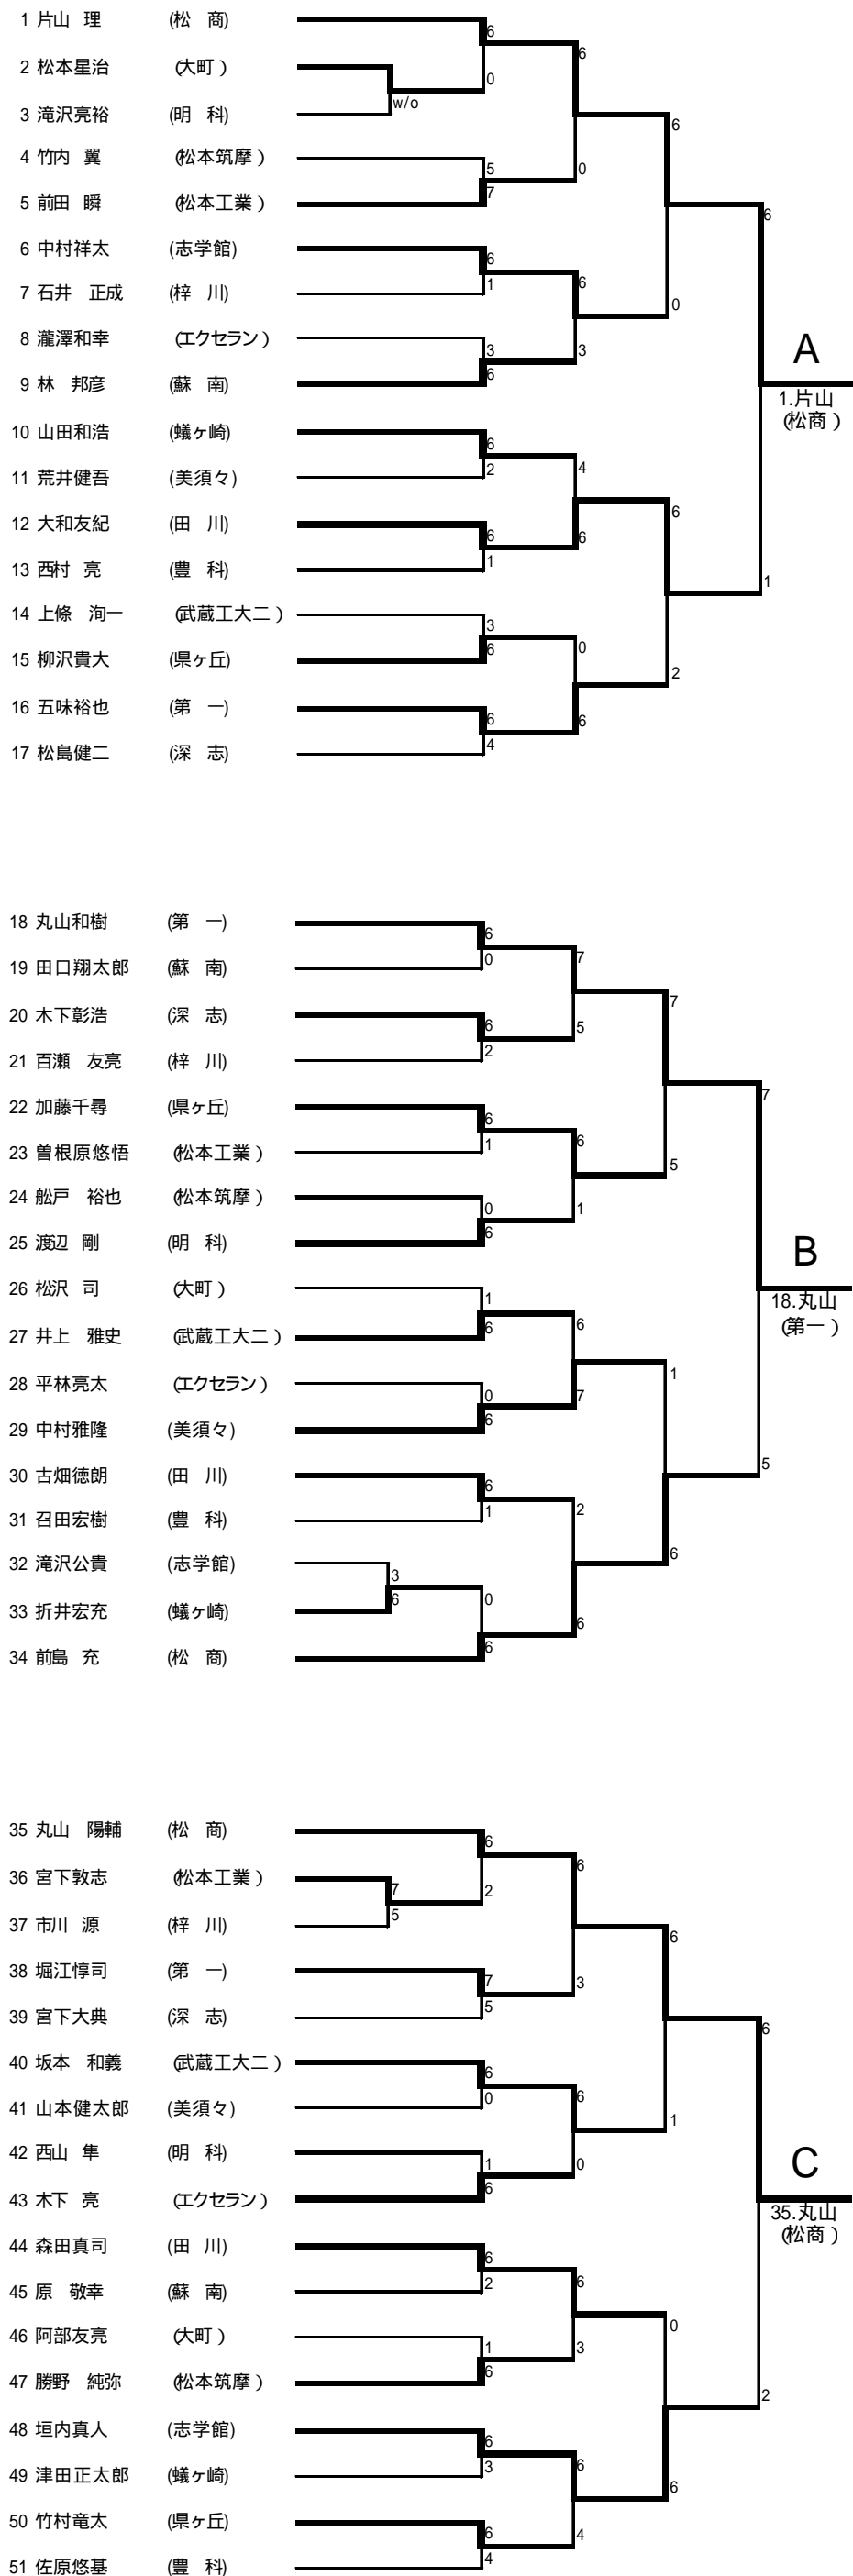 1 片山　理 (松　商)
6
6
2 松本星治 (大町)
0
w/o
3 滝沢亮裕 (明　科)
6
4 竹内　翼 (松本筑摩)
5
0
7
5 前田　瞬 (松本工業)
6
6 中村祥太 (志学館)
6
6
7 石井　正成 (梓　川)
1
0
8 瀧澤和幸 (エクセラン)
3
3
A
9 林　邦彦 (蘇　南)
6
1.片山
(松商)
10 山田和浩 (蟻ヶ崎)
6
4
11 荒井健吾 (美須々)
2
6
12 大和友紀 (田　川)
6
6
13 西村　亮 (豊　科)
1
1
14 上條　洵一 (武蔵工大二)
3
0
15 柳沢貴大 (県ヶ丘)
6
2
16 五味裕也 (第　一)
6
6
17 松島健二 (深　志)
4
18 丸山和樹 (第　一)
6
7
19 田口翔太郎 (蘇　南)
0
7
20 木下彰浩 (深　志)
6
5
21 百瀬　友亮 (梓　川)
2
7
22 加藤千尋 (県ヶ丘)
6
6
23 曽根原悠悟 (松本工業)
1
5
24 舩戸　裕也 (松本筑摩)
0
1
25 渡辺　剛 (明　科)
6
B
26 松沢　司 (大町)
1
18.丸山
(第一)
27 井上　雅史 (武蔵工大二)
6
6
28 平林亮太 (エクセラン)
0
7
1
29 中村雅隆 (美須々)
6
5
30 古畑徳朗 (田　川)
6
2
31 召田宏樹 (豊　科)
1
6
32 滝沢公貴 (志学館)
3
0
33 折井宏充 (蟻ヶ崎)
6
6
34 前島　充 (松　商)
6
35 丸山　陽輔 (松　商)
6
6
36 宮下敦志 (松本工業)
7
2
37 市川　源 (梓　川)
5
6
38 堀江惇司 (第　一)
7
3
39 宮下大典 (深　志)
5
6
40 坂本　和義 (武蔵工大二)
6
6
41 山本健太郎 (美須々)
0
1
42 西山　隼 (明　科)
1
0
C
43 木下　亮 (エクセラン)
6
35.丸山
(松商)
44 森田真司 (田　川)
6
6
45 原　敬幸 (蘇　南)
2
0
46 阿部友亮 (大町)
1
3
47 勝野　純弥 (松本筑摩)
6
2
48 垣内真人 (志学館)
6
6
49 津田正太郎 (蟻ヶ崎)
3
6
50 竹村竜太 (県ヶ丘)
6
4
51 佐原悠基 (豊　科)
4